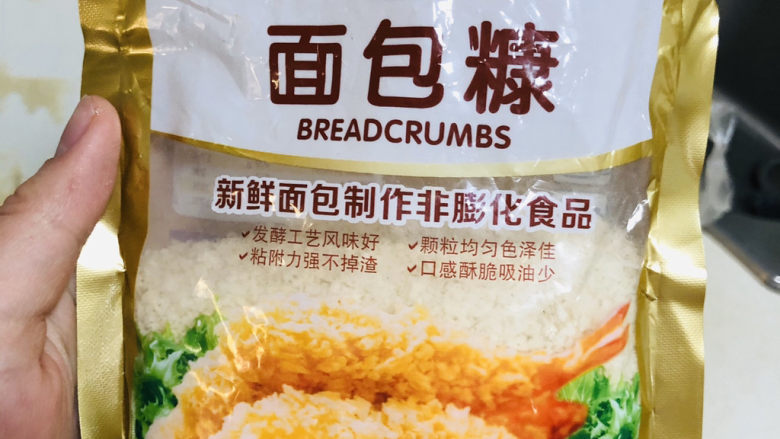 面包糠
BREADCRUMBS
新鲜面包制作非膨化食品
✓发酵工艺风味好 ✓颗粒均匀色泽佳
✓粘附力强不掉渣 ✓口感酥脆吸油少